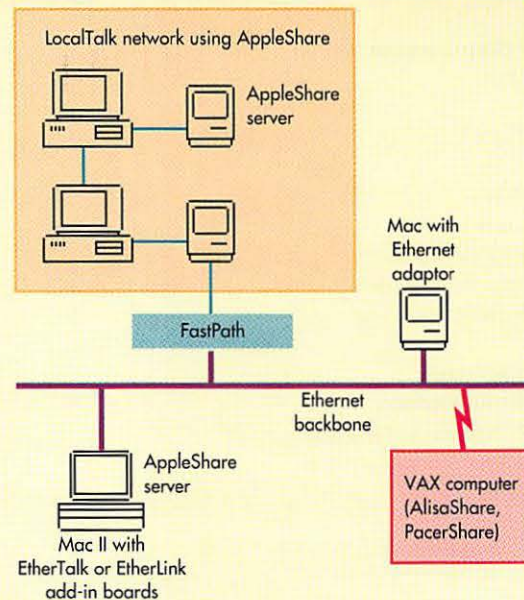 LocalTalk network using AppleShare
AppleShare
server
Mac with
Ethernet
adaptor
FastPath
Ethernet
backbone
AppleShare
server
Mac II with
EtherTalk or EtherLink
add-in boards
VAX computer
(AlisaShare,
PacerShare)